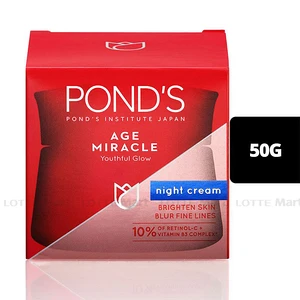 POND'S
POND'S INSTITUTE JAPAN
AGE
MIRACLE
Youthful Glow
50G
night cream
BRIGHTEN SKIN
BLUR FINE LINES
10% OF RETINOL-C +
VITAMIN B3 COMPLEX
LOTTE Mart